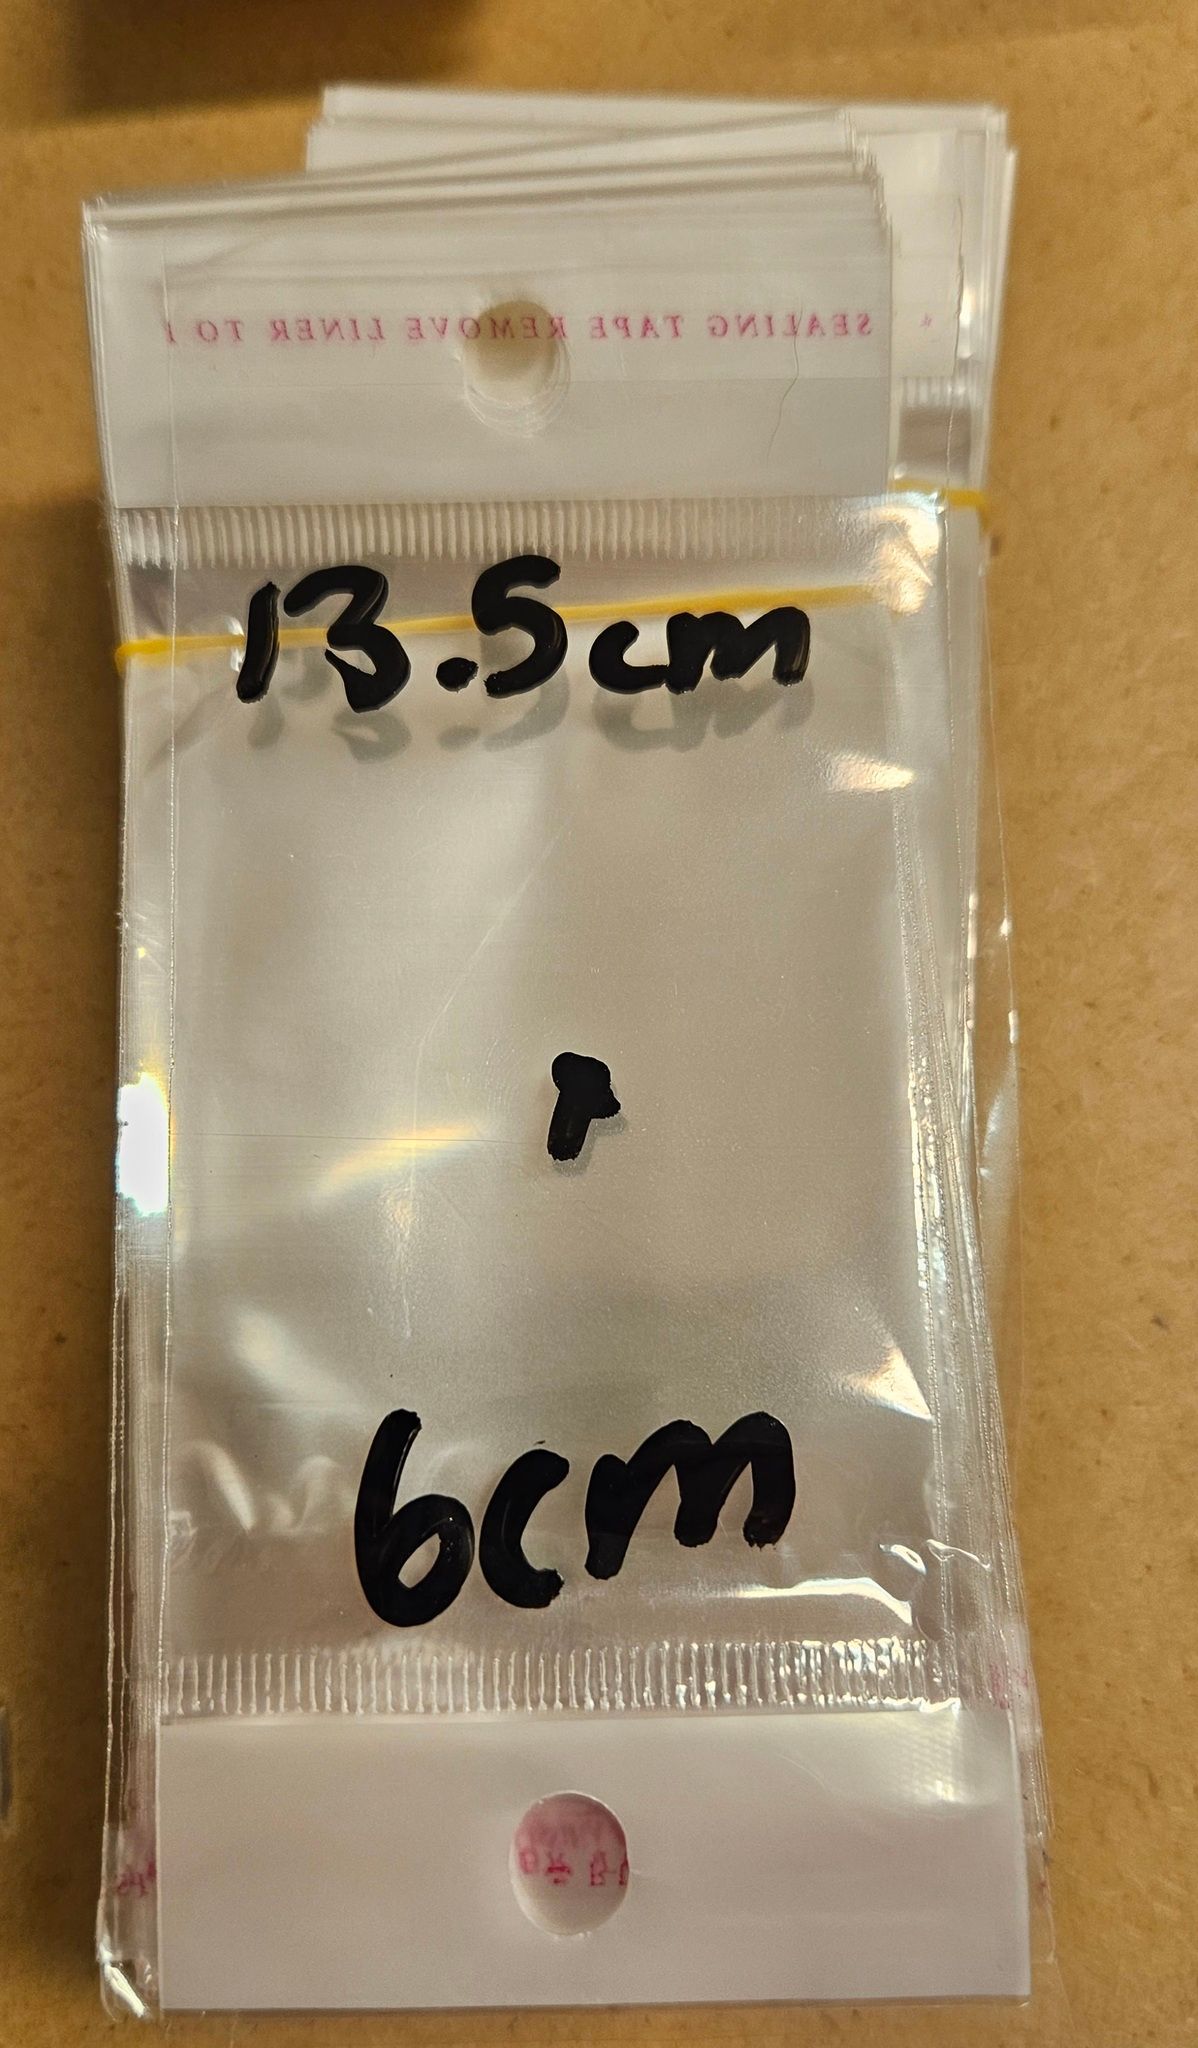 SEALING TAPE REMOVE LINER TO
13.5cm
6cm